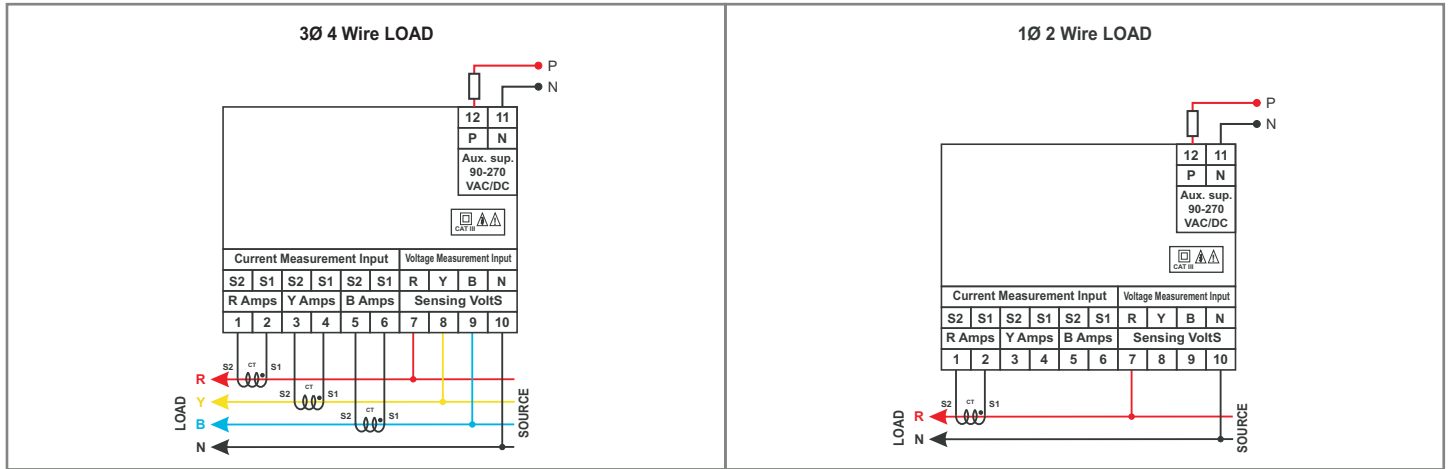 3Ø 4 Wire LOAD
P
N
12 11
P N
Aux. sup.
90-270
VAC/DC
CAT III
Current Measurement Input Voltage Measurement Input
S2 S1 S2 S1 S2 S1 R Y B N
R Amps Y Amps B Amps Sensing VoltS
1 2 3 4 5 6 7 8 9 10
S2 CT S1
R
S2 CT S1
Y
S2 CT S1
B
N
LOAD
SOURCE
1Ø 2 Wire LOAD
P
N
12 11
P N
Aux. sup.
90-270
VAC/DC
CAT III
Current Measurement Input Voltage Measurement Input
S2 S1 S2 S1 S2 S1 R Y B N
R Amps Y Amps B Amps Sensing VoltS
1 2 3 4 5 6 7 8 9 10
S2 CT S1
R
N
LOAD
SOURCE